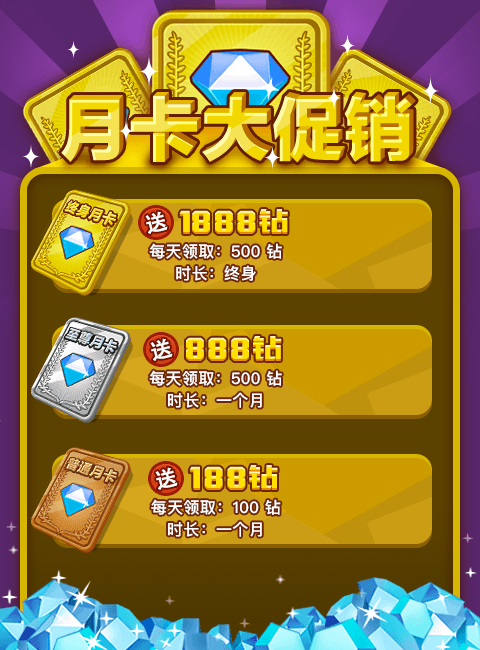 月卡大促销
终身月卡
送 1888钻
每天领取：500 钻
时长：终身
至尊月卡
送 888钻
每天领取：500 钻
时长：一个月
普通月卡
送 188钻
每天领取：100 钻
时长：一个月